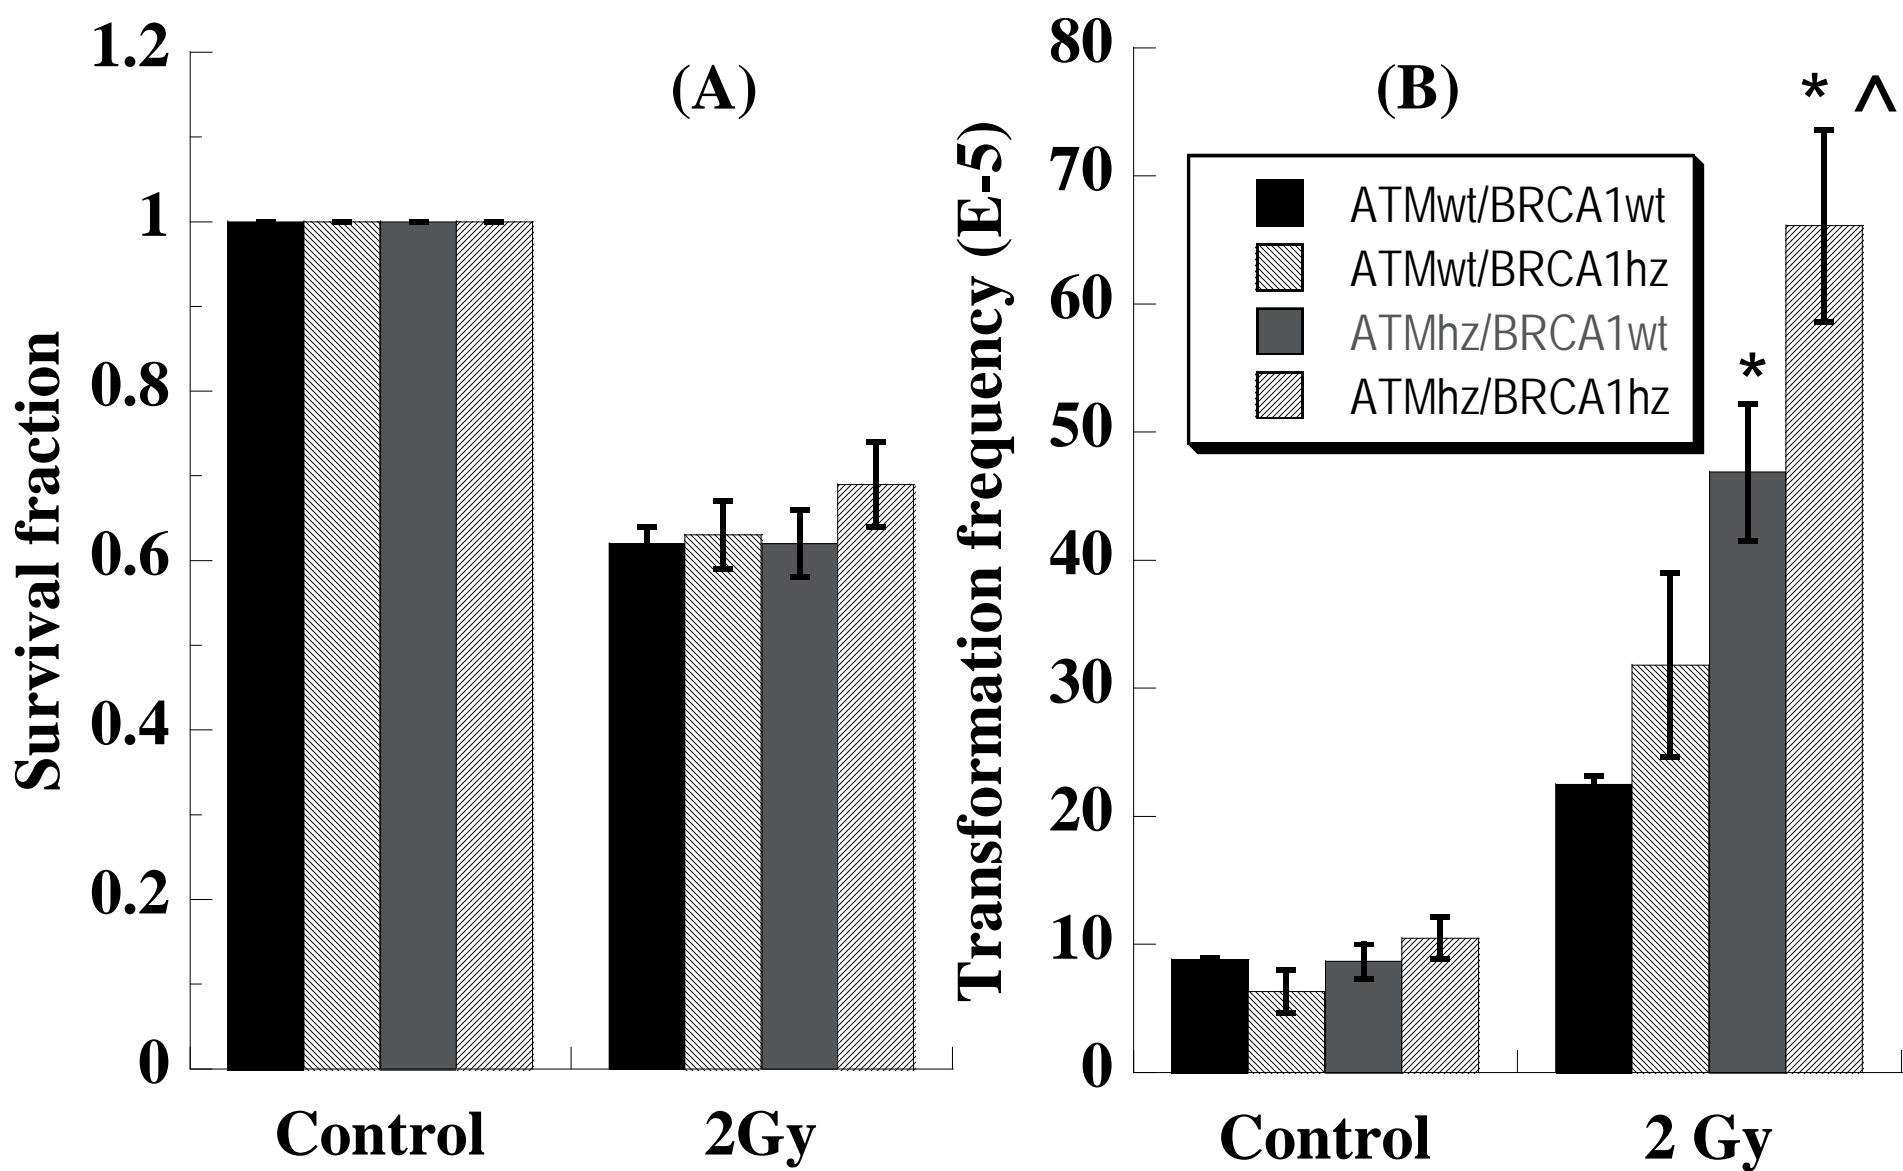 (A)
Survival fraction
1.2
1
0.8
0.6
0.4
0.2
0
Control
2Gy
(B)
Transformation frequency (E-5)
80
70
60
50
40
30
20
10
0
* ^
*
ATMwt/BRCA1wt
ATMwt/BRCA1hz
ATMhz/BRCA1wt
ATMhz/BRCA1hz
Control
2 Gy